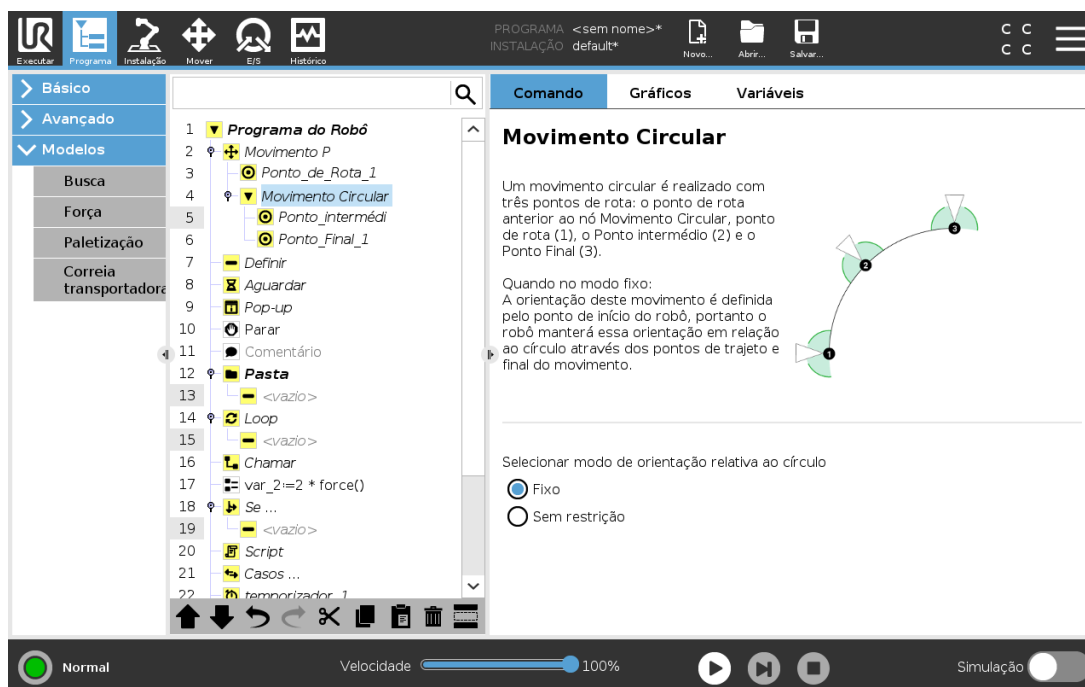 UR
PROGRAMA <sem nome>*
INSTALAÇÃO default*
Executar
Programa
Instalação
Mover
E/S
Histórico
Novo...
Abrir...
Salvar...
C C
C C
Básico
Avançado
Modelos
Busca
Força
Paletização
Correia
transportadora
1 Programa do Robô
2 Movimento P
3 Ponto_de_Rota_1
4 Movimento Circular
5 Ponto_intermédi
6 Ponto_Final_1
7 Definir
8 Aguardar
9 Pop-up
10 Parar
11 Comentário
12 Pasta
13 <vazio>
14 Loop
15 <vazio>
16 Chamar
17 var_2:=2 * force()
18 Se ...
19 <vazio>
20 Script
21 Casos ...
22 temporizador_1
Comando
Gráficos
Variáveis
Movimento Circular
Um movimento circular é realizado com
três pontos de rota: o ponto de rota
anterior ao nó Movimento Circular, ponto
de rota (1), o Ponto intermédio (2) e o
Ponto Final (3).
Quando no modo fixo:
A orientação deste movimento é definida
pelo ponto de início do robô, portanto o
robô manterá essa orientação em relação
ao círculo através dos pontos de trajeto e
final do movimento.
3
2
1
Selecionar modo de orientação relativa ao círculo
Fixo
Sem restrição
Normal
Velocidade
100%
Simulação